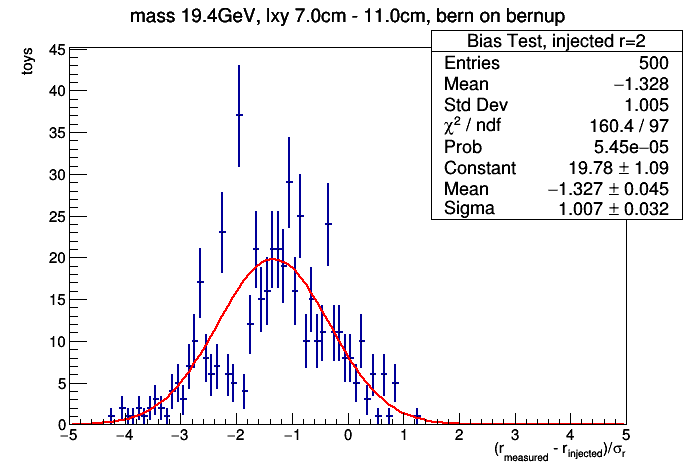 mass 19.4GeV, lxy 7.0cm - 11.0cm, bern on bernup
Bias Test, injected r=2
Entries 500
Mean −1.328
Std Dev 1.005
χ² / ndf 160.4 / 97
Prob 5.45e−05
Constant 19.78 ± 1.09
Mean −1.327 ± 0.045
Sigma 1.007 ± 0.032
toys
45
40
35
30
25
20
15
10
5
0
−5 −4 −3 −2 −1 0 1 2 3 4 5
(r_measured - r_injected)/σ_r